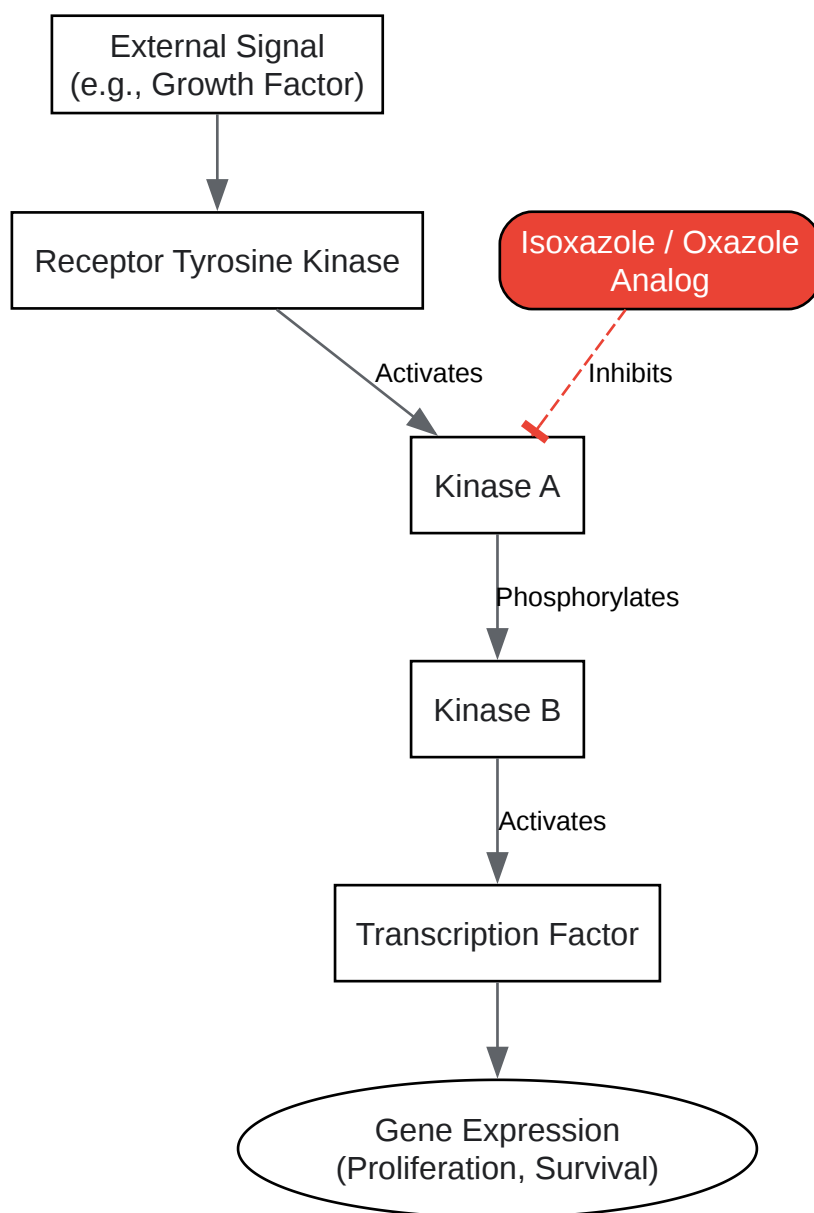 External Signal
(e.g., Growth Factor)
Receptor Tyrosine Kinase
Isoxazole / Oxazole
Analog
Activates
Inhibits
Kinase A
Phosphorylates
Kinase B
Activates
Transcription Factor
Gene Expression
(Proliferation, Survival)